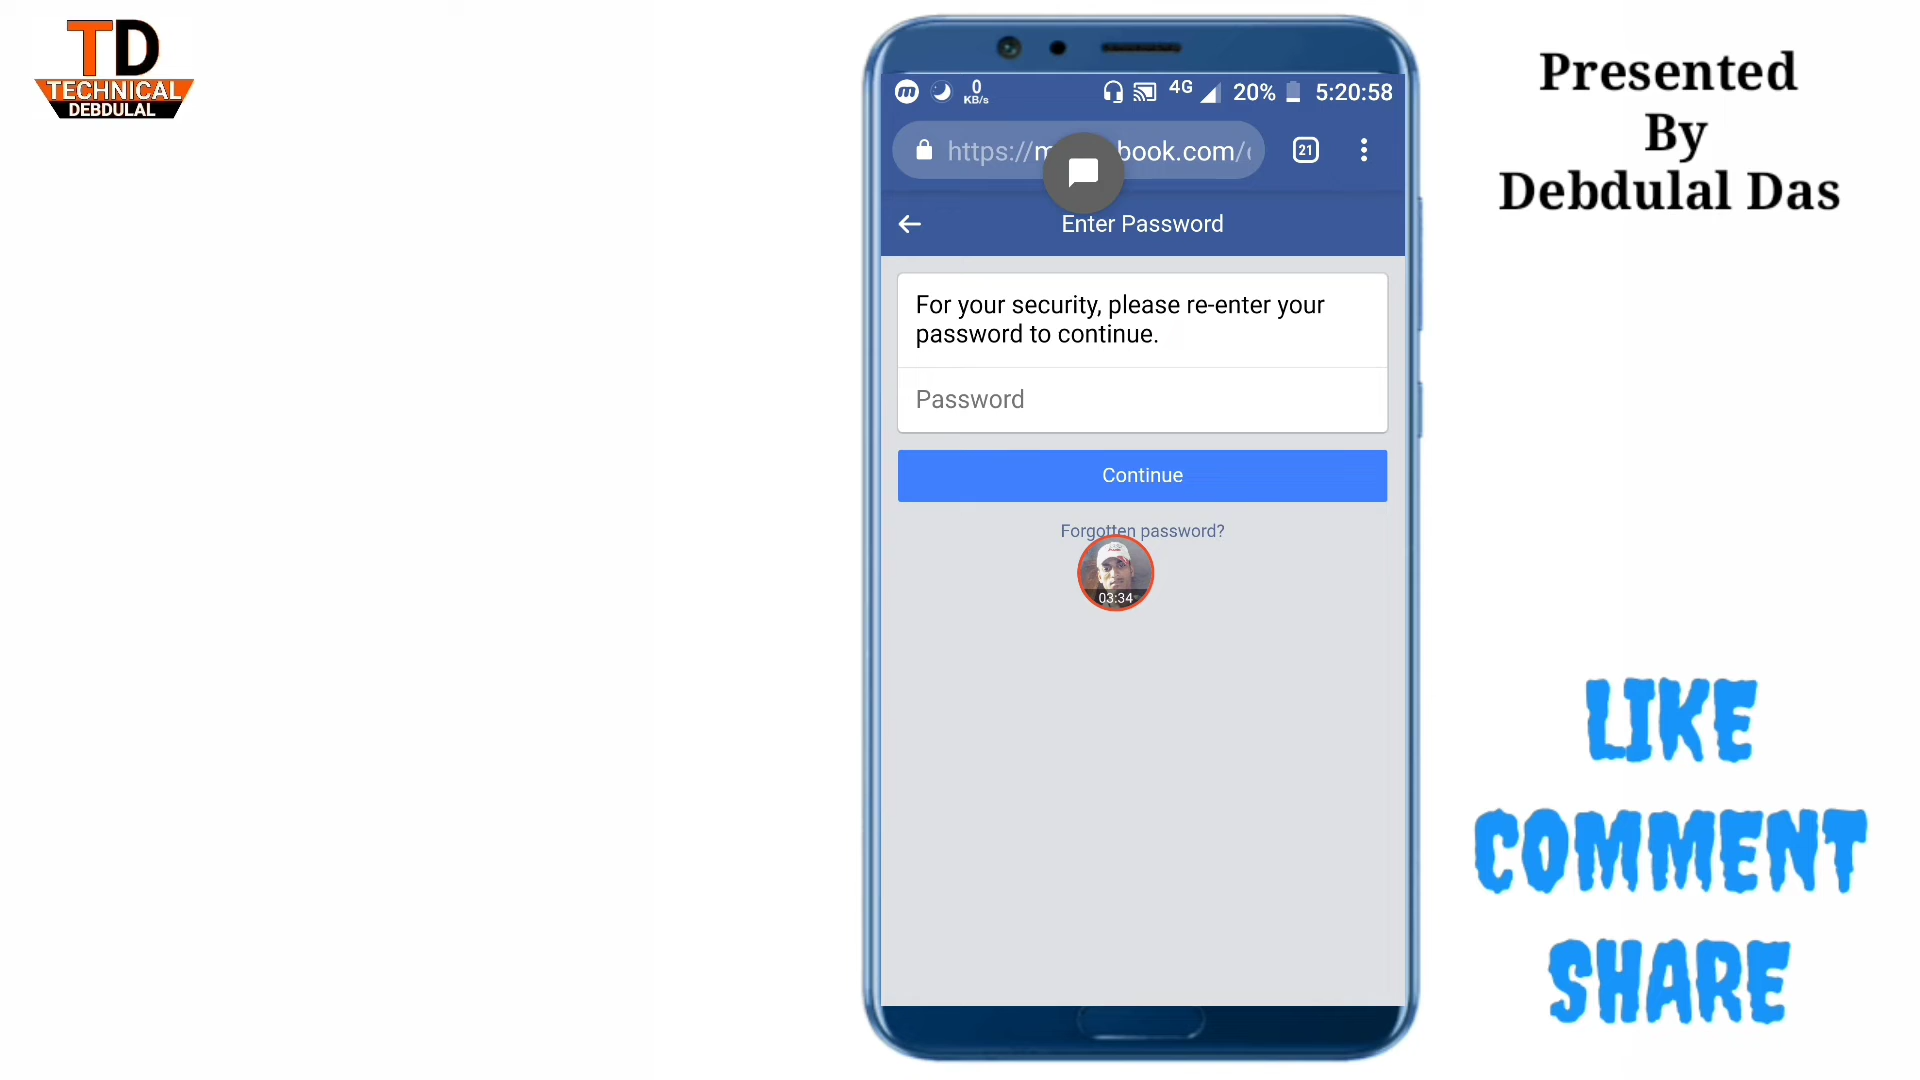 TD
TECHNICAL
DEBDULAL
Presented
By
Debdulal Das
0
KB/s
4G
20%
5:20:58
https://m
book.com/
21
Enter Password
For your security, please re-enter your
password to continue.
Password
Continue
Forgotten password?
03:34
LIKE
COMMENT
SHARE